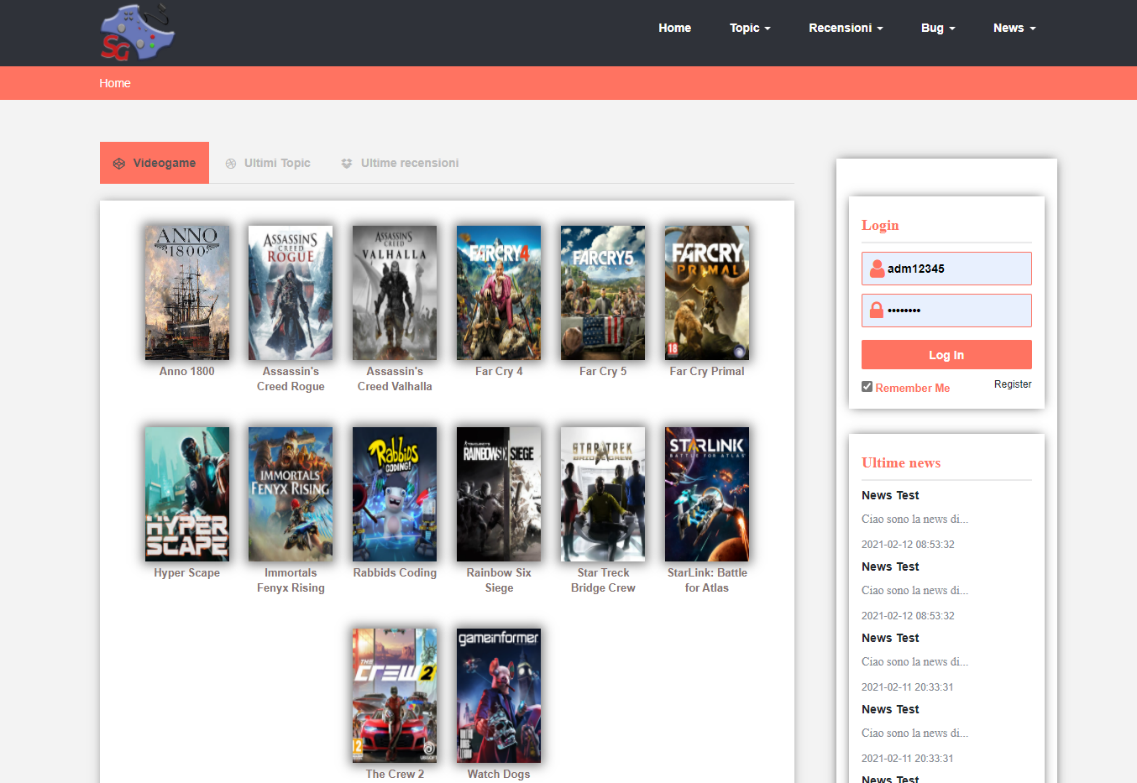 SG
Home
Topic
Recensioni
Bug
News
Home
Videogame
Ultimi Topic
Ultime recensioni
ANNO
1800
ASSASSIN'S
CREED
ROGUE
ASSASSIN'S
CREED
VALHALLA
FARCRY4
FARCRY5
FARCRY
PRIMAL
18
Anno 1800
Assassin's
Creed Rogue
Assassin's
Creed Valhalla
Far Cry 4
Far Cry 5
Far Cry Primal
HYPER
SCAPE
IMMORTALS
FENYX RISING
Rabbids
CODING!
RAINBOW SIX SIEGE
STAR TREK
BRIDGE CREW
STARLINK
BATTLE FOR ATLAS
Hyper Scape
Immortals
Fenyx Rising
Rabbids Coding
Rainbow Six
Siege
Star Treck
Bridge Crew
StarLink: Battle
for Atlas
THE
CREW 2
12
gameinformer
The Crew 2
Watch Dogs
Login
adm12345
••••••••
Log In
Remember Me
Register
Ultime news
News Test
Ciao sono la news di...
2021-02-12 08:53:32
News Test
Ciao sono la news di...
2021-02-12 08:53:32
News Test
Ciao sono la news di...
2021-02-11 20:33:31
News Test
Ciao sono la news di...
2021-02-11 20:33:31
News Test